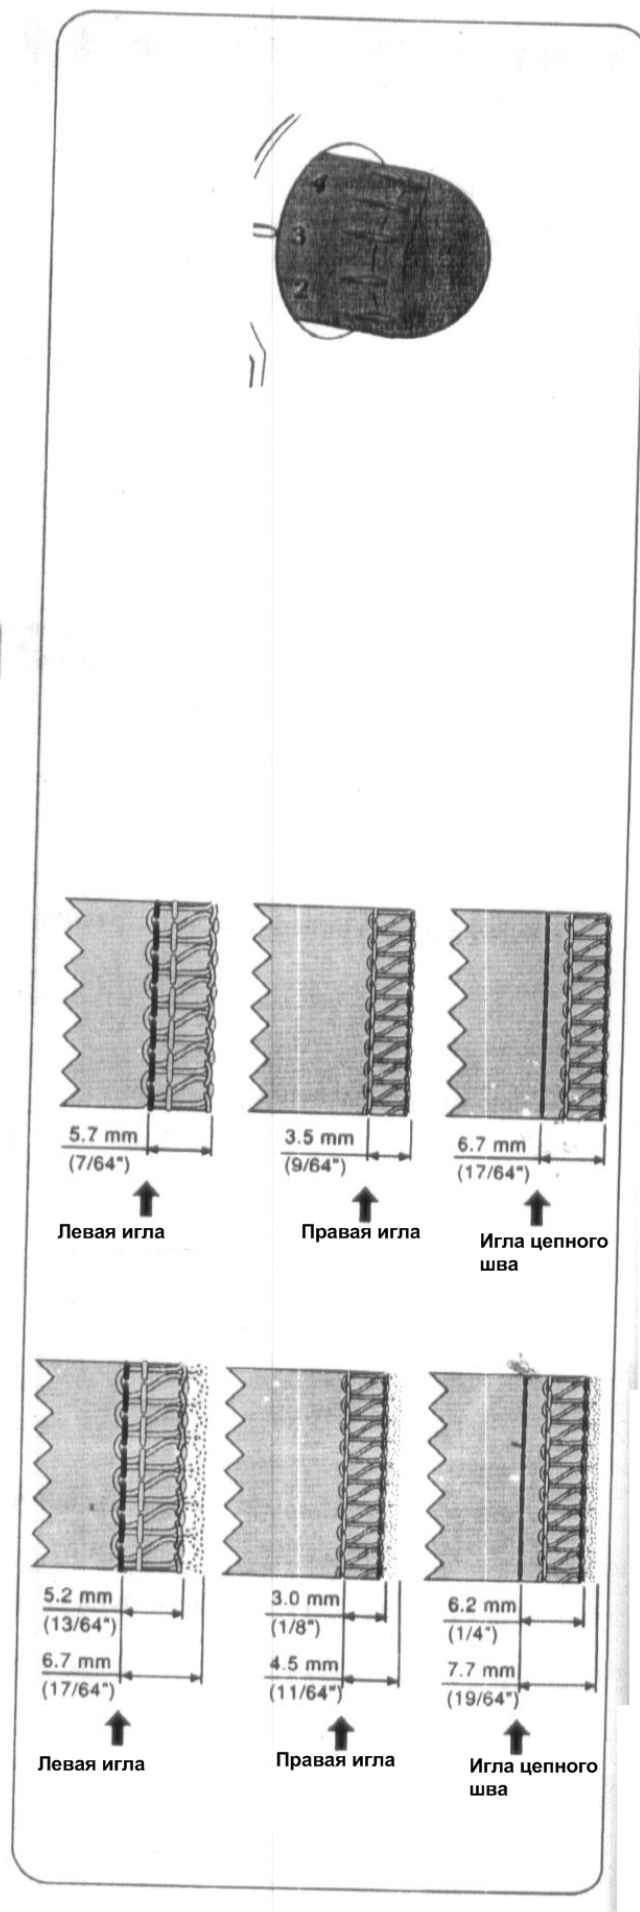 4
3
2
5.7 mm
(7/64")
3.5 mm
(9/64")
6.7 mm
(17/64")
Левая игла
Правая игла
Игла цепного
шва
5.2 mm
(13/64")
6.7 mm
(17/64")
3.0 mm
(1/8")
4.5 mm
(11/64")
6.2 mm
(1/4")
7.7 mm
(19/64")
Левая игла
Правая игла
Игла цепного
шва